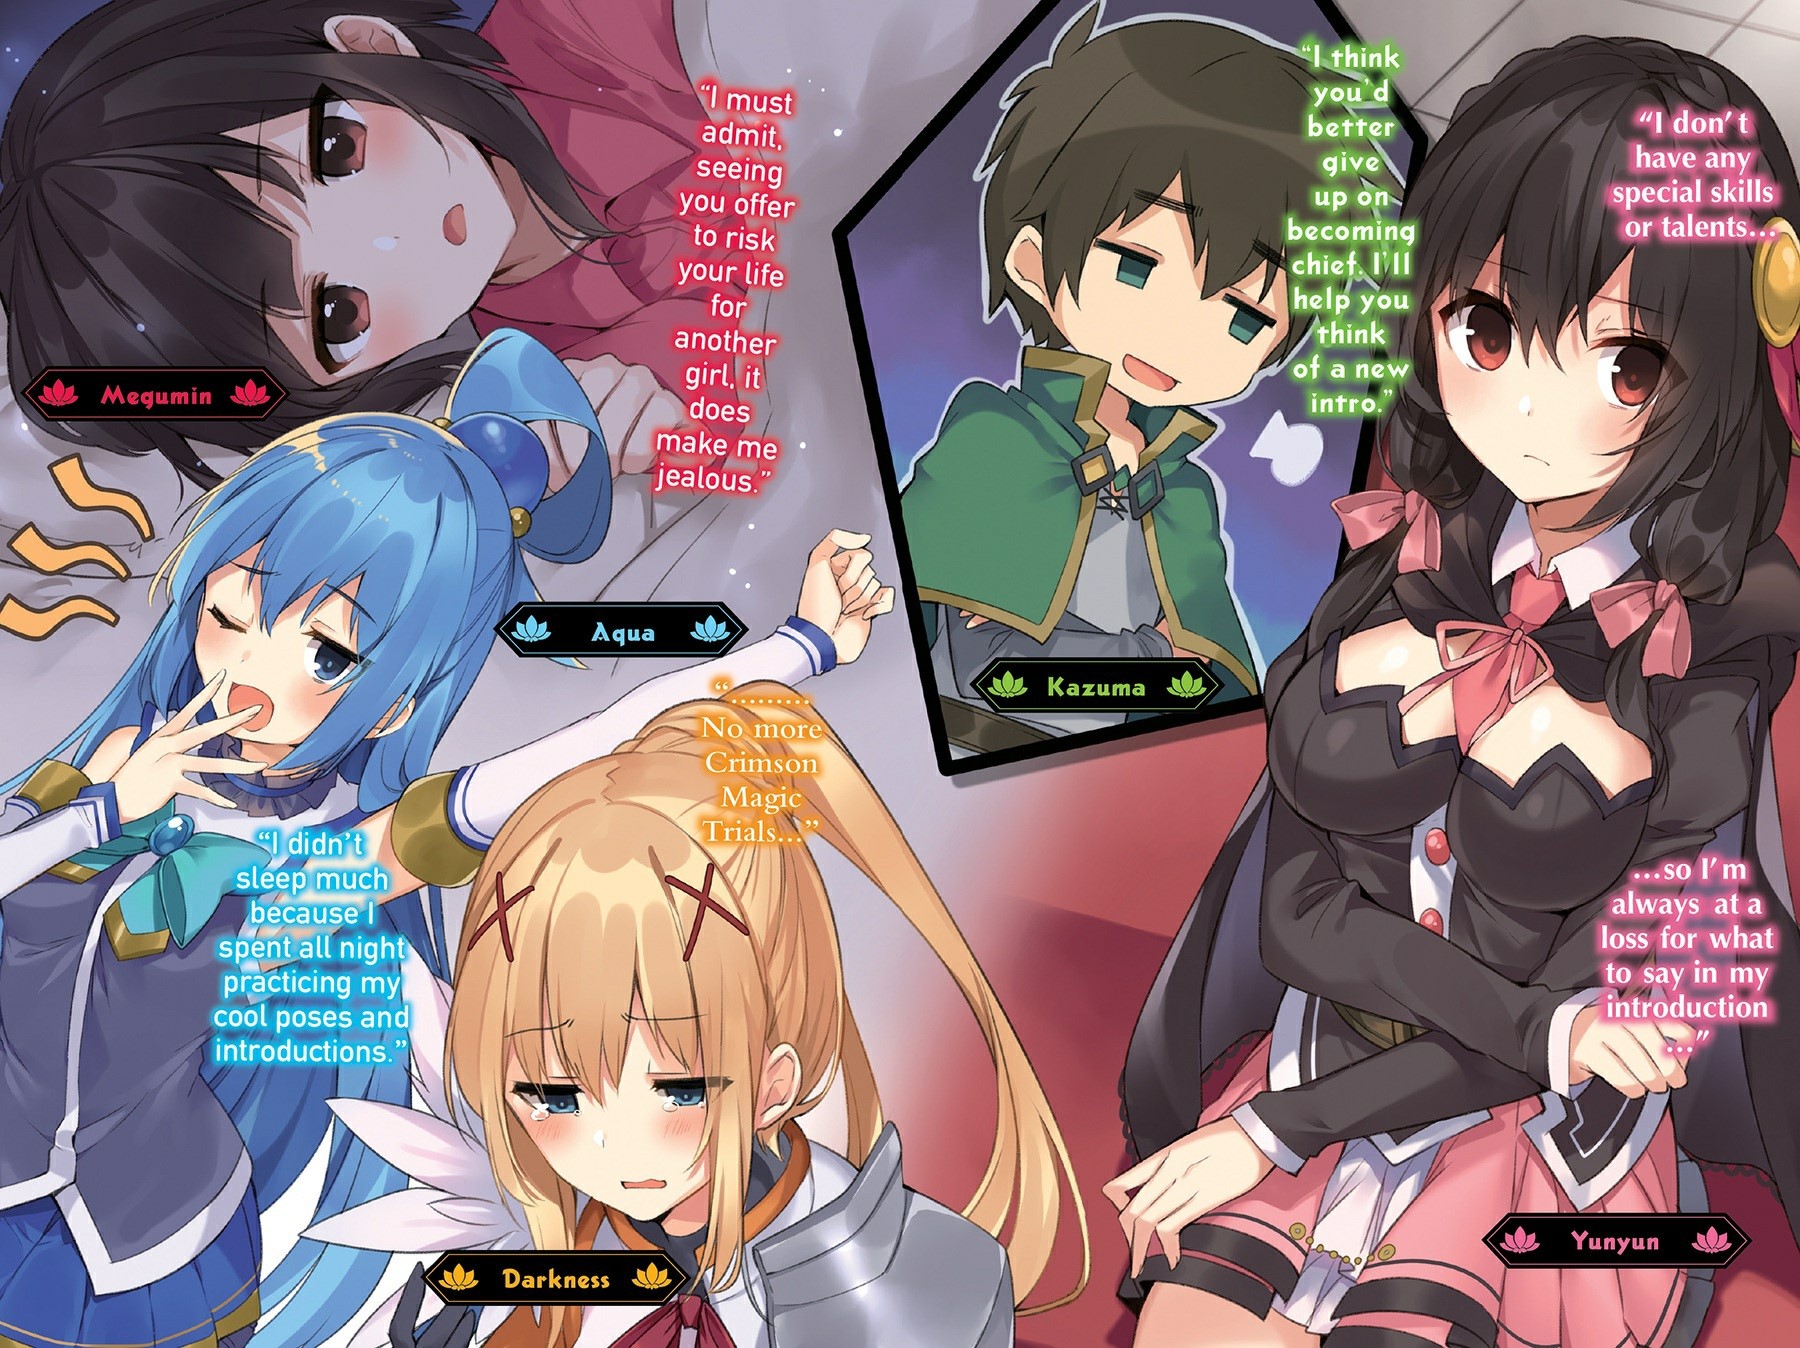 “I must
admit,
seeing
you offer
to risk
your life
for
another
girl, it
does
make me
jealous.”
Megumin
“I think
you’d
better
give
up on
becoming
chief. I’ll
help you
think
of a new
intro.”
Kazuma
“I don’t
have any
special skills
or talents...
...so I’m
always at a
loss for what
to say in my
introduction
...”
Yunyun
Aqua
“I didn’t
sleep much
because I
spent all night
practicing my
cool poses and
introductions.”
“.........
No more
Crimson
Magic
Trials...”
Darkness